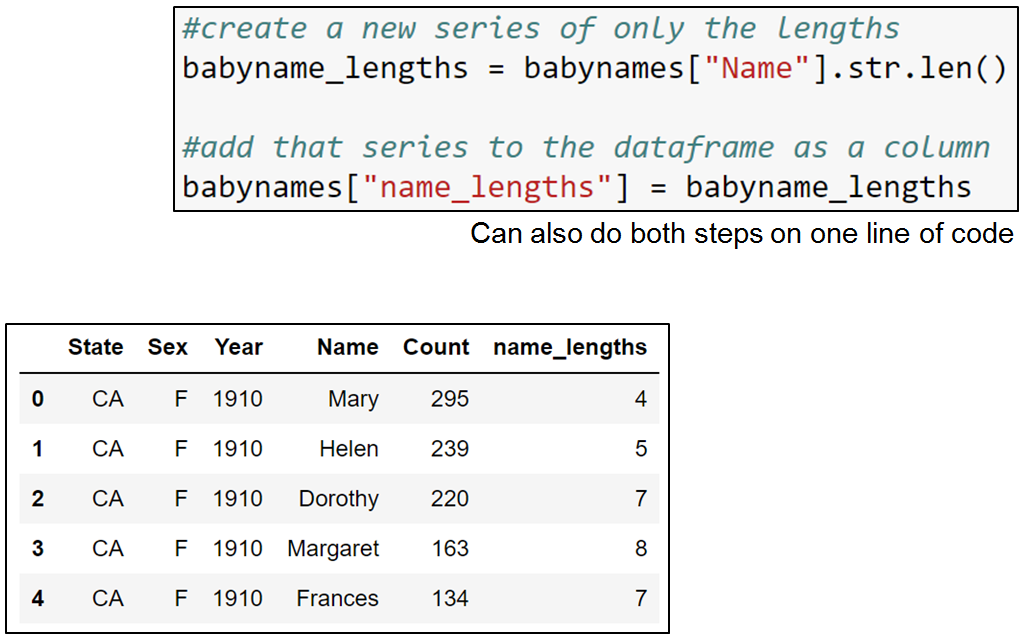 #create a new series of only the lengths
babyname_lengths = babynames["Name"].str.len()
#add that series to the dataframe as a column
babynames["name_lengths"] = babyname_lengths
Can also do both steps on one line of code
State Sex Year Name Count name_lengths
0 CA F 1910 Mary 295 4
1 CA F 1910 Helen 239 5
2 CA F 1910 Dorothy 220 7
3 CA F 1910 Margaret 163 8
4 CA F 1910 Frances 134 7